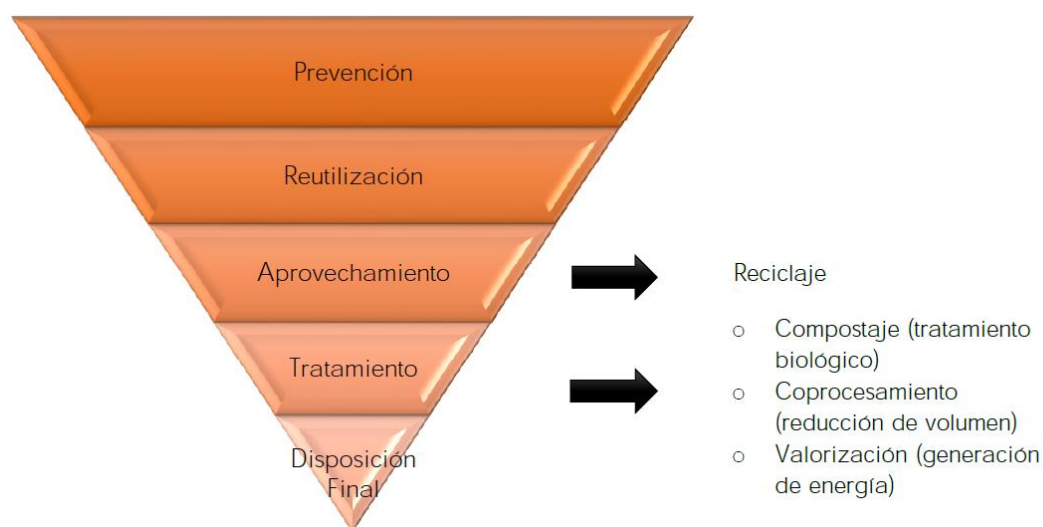 Prevención
Reutilización
Aprovechamiento
Reciclaje
Tratamiento
o Compostaje (tratamiento
biológico)
o Coprocesamiento
(reducción de volumen)
o Valorización (generación
de energía)
Disposición
Final